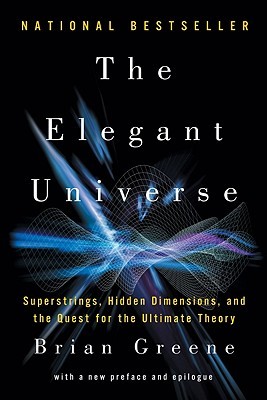 NATIONAL BESTSELLER
The
Elegant
Universe
Superstrings, Hidden Dimensions, and
the Quest for the Ultimate Theory
Brian Greene
with a new preface and epilogue